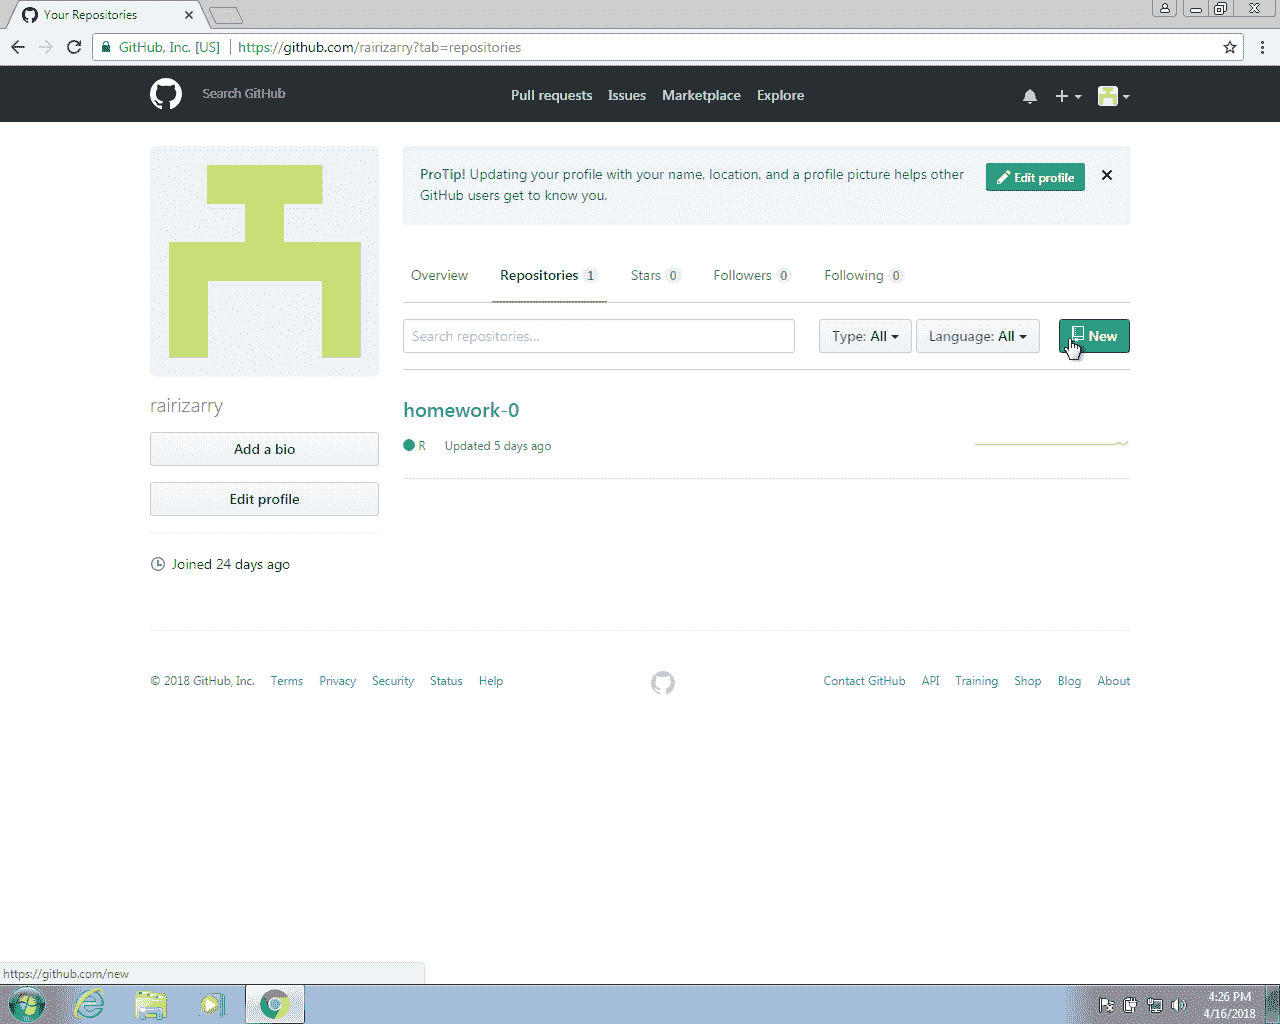 Your Repositories
GitHub, Inc. [US] https://github.com/rairizarry?tab=repositories
Search GitHub Pull requests Issues Marketplace Explore
ProTip! Updating your profile with your name, location, and a profile picture helps other
GitHub users get to know you.
Edit profile
Overview Repositories 1 Stars 0 Followers 0 Following 0
Search repositories... Type: All Language: All New
rairizarry
Add a bio
Edit profile
Joined 24 days ago
homework-0
R Updated 5 days ago
© 2018 GitHub, Inc. Terms Privacy Security Status Help Contact GitHub API Training Shop Blog About
https://github.com/new
4:26 PM
4/16/2018